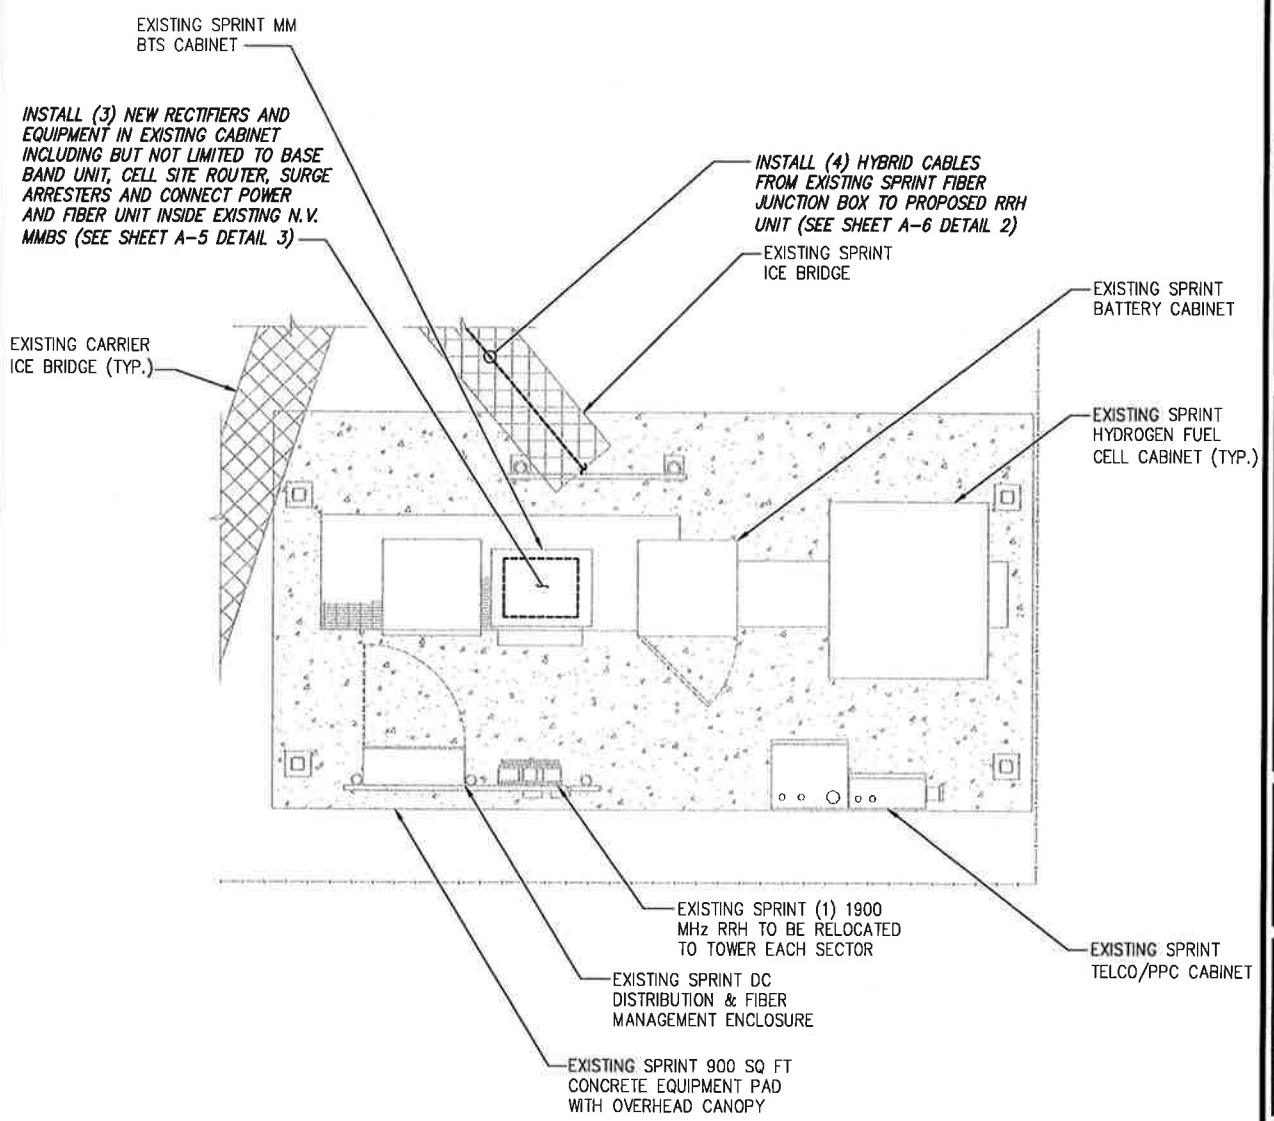 EXISTING SPRINT MM
BTS CABINET
INSTALL (3) NEW RECTIFIERS AND
EQUIPMENT IN EXISTING CABINET
INCLUDING BUT NOT LIMITED TO BASE
BAND UNIT, CELL SITE ROUTER, SURGE
ARRESTERS AND CONNECT POWER
AND FIBER UNIT INSIDE EXISTING N.V.
MMBS (SEE SHEET A-5 DETAIL 3)
INSTALL (4) HYBRID CABLES
FROM EXISTING SPRINT FIBER
JUNCTION BOX TO PROPOSED RRH
UNIT (SEE SHEET A-6 DETAIL 2)
EXISTING SPRINT
ICE BRIDGE
EXISTING SPRINT
BATTERY CABINET
EXISTING CARRIER
ICE BRIDGE (TYP.)
EXISTING SPRINT
HYDROGEN FUEL
CELL CABINET (TYP.)
EXISTING SPRINT (1) 1900
MHz RRH TO BE RELOCATED
TO TOWER EACH SECTOR
EXISTING SPRINT
TELCO/PPC CABINET
EXISTING SPRINT DC
DISTRIBUTION & FIBER
MANAGEMENT ENCLOSURE
EXISTING SPRINT 900 SQ FT
CONCRETE EQUIPMENT PAD
WITH OVERHEAD CANOPY